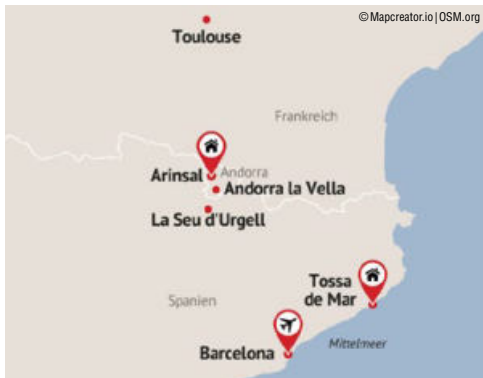 © Mapcreator.io | OSM.org
Toulouse
Frankreich
Arinsal
Andorra
Andorra la Vella
La Seu d'Urgell
Tossa
de Mar
Spanien
Barcelona
Mittelmeer